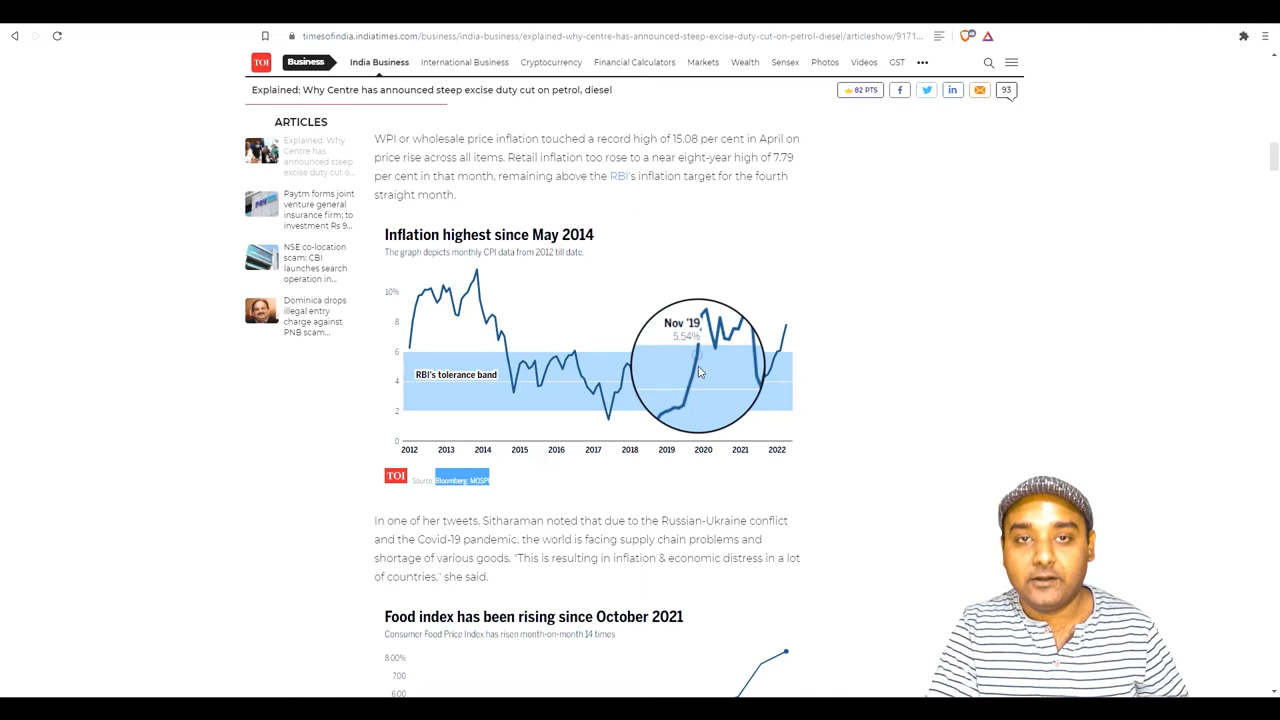 timesofindia.indiatimes.com/business/india-business/explained-why-centre-has-announced-steep-excise-duty-cut-on-petrol-diesel/articleshow/9171...
TOI
Business
India Business
International Business
Cryptocurrency
Financial Calculators
Markets
Wealth
Sensex
Photos
Videos
GST
Explained: Why Centre has announced steep excise duty cut on petrol, diesel
82 PTS
93
ARTICLES
Explained: Why
Centre has
announced steep
excise duty cut o...
Paytm forms joint
venture general
insurance firm; to
investment Rs 9...
NSE co-location
scam: CBI
launches search
operation in...
Dominica drops
illegal entry
charge against
PNB scam...
WPI or wholesale price inflation touched a record high of 15.08 per cent in April on
price rise across all items. Retail inflation too rose to a near eight-year high of 7.79
per cent in that month, remaining above the RBI's inflation target for the fourth
straight month.
Inflation highest since May 2014
The graph depicts monthly CPI data from 2012 till date.
10%
8
6
4
2
0
RBI's tolerance band
Nov '19
5.54%
2012 2013 2014 2015 2016 2017 2018 2019 2020 2021 2022
TOI Source: Bloomberg; MOSPI
In one of her tweets, Sitharaman noted that due to the Russian-Ukraine conflict
and the Covid-19 pandemic, the world is facing supply chain problems and
shortage of various goods. "This is resulting in inflation & economic distress in a lot
of countries," she said.
Food index has been rising since October 2021
Consumer Food Price Index has risen month-on-month 14 times
8.00%
7.00
6.00